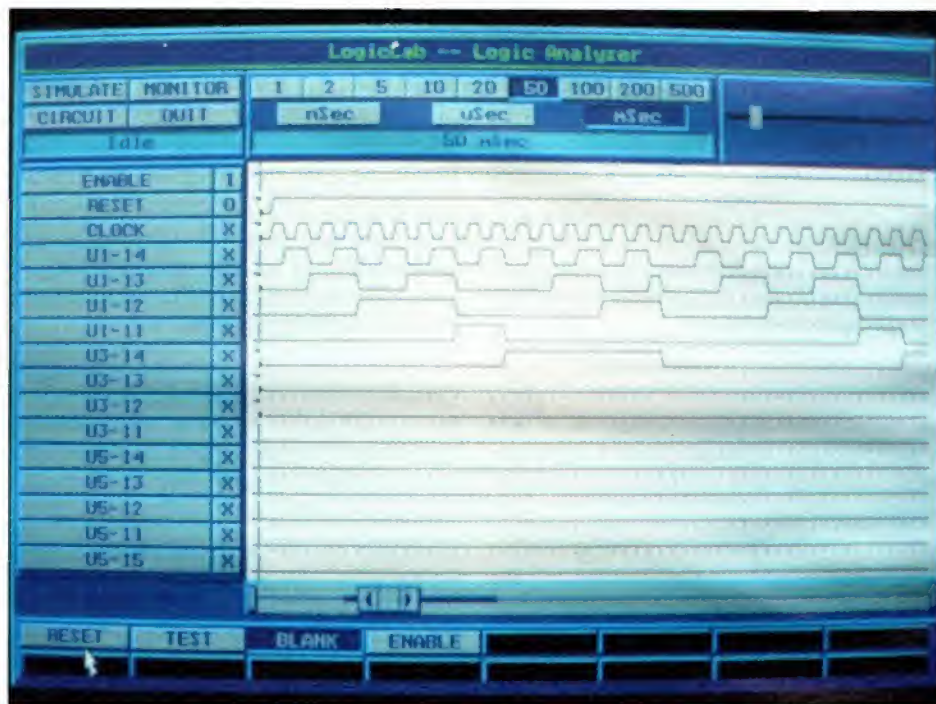 LogicLab -- Logic Analyzer
SIMULATE MONITOR 1 2 5 10 20 50 100 200 500
CIRCUIT QUIT nSec uSec mSec
Idle 50 mSec
ENABLE 1
RESET 0
CLOCK X
U1-14 X
U1-13 X
U1-12 X
U1-11 X
U3-14 X
U3-13 X
U3-12 X
U3-11 X
U5-14 X
U5-13 X
U5-12 X
U5-11 X
U5-15 X
RESET TEST BLANK ENABLE